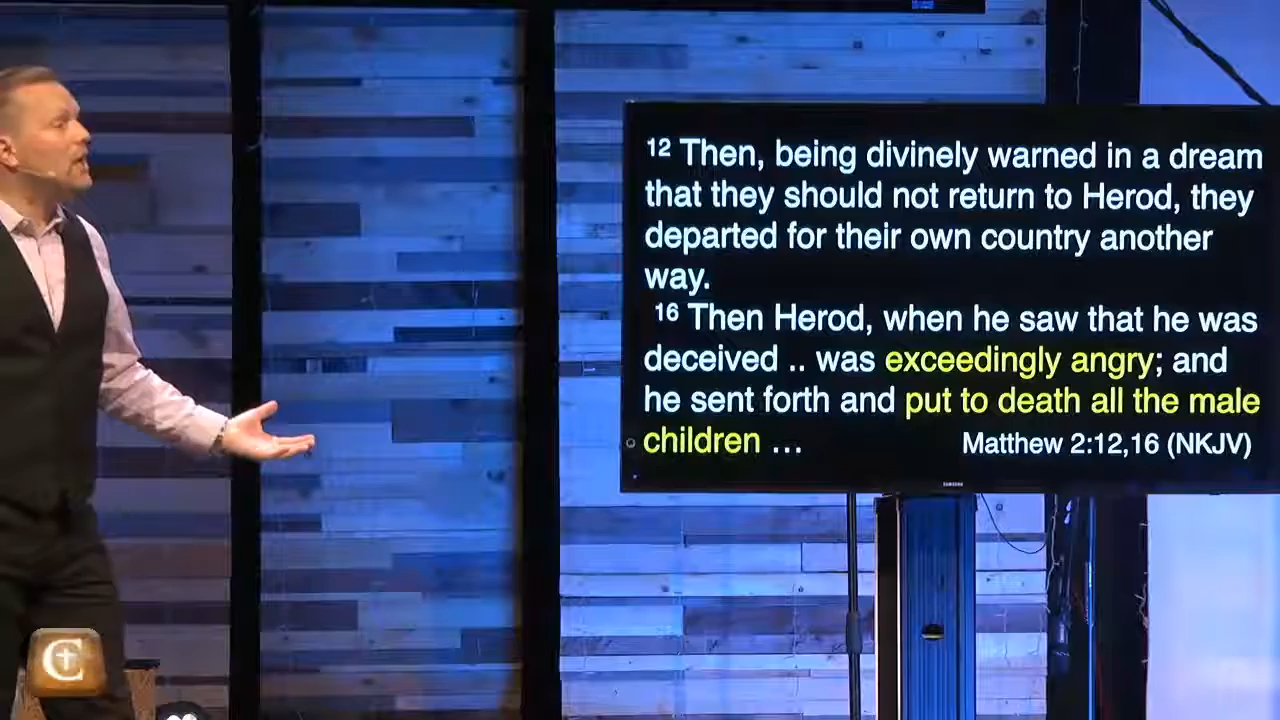 12 Then, being divinely warned in a dream
that they should not return to Herod, they
departed for their own country another
way.
16 Then Herod, when he saw that he was
deceived .. was exceedingly angry; and
he sent forth and put to death all the male
children ...
Matthew 2:12,16 (NKJV)
SAMSUNG
C